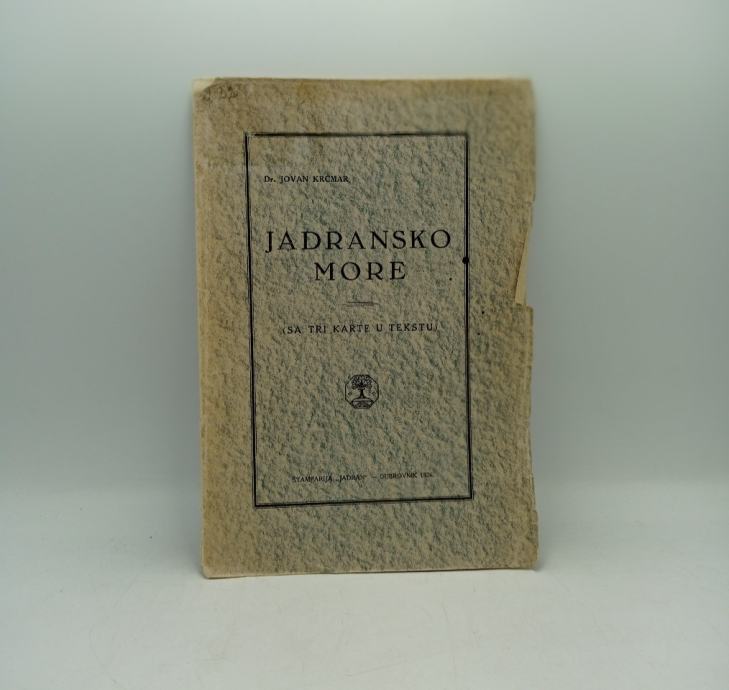 Dr. JOVAN KRČMAR
JADRANSKO
MORE
(SA TRI KARTE U TEKSTU)
ŠTAMPARIJA „JADRAN” — DUBROVNIK